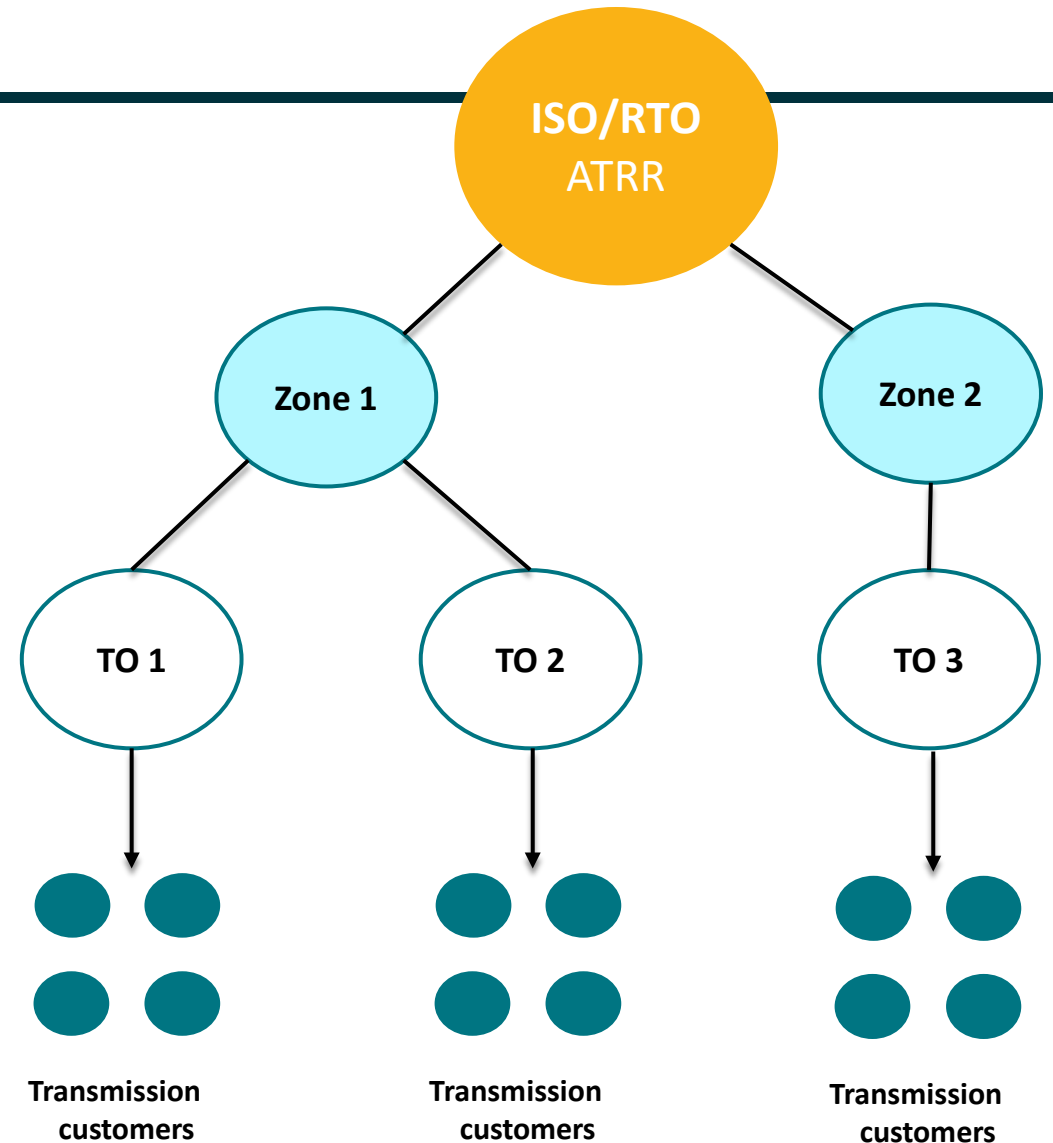 ISO/RTO
ATRR
Zone 1
Zone 2
TO 1
TO 2
TO 3
Transmission
customers
Transmission
customers
Transmission
customers